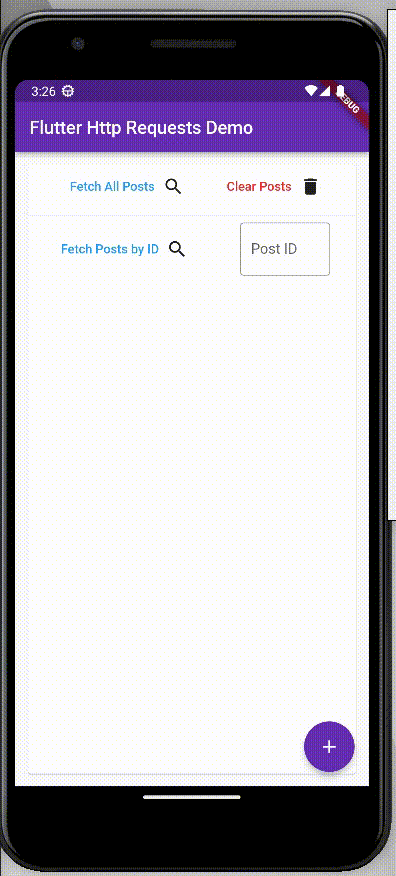 3:26
DEBUG
Flutter Http Requests Demo
Fetch All Posts
Clear Posts
Fetch Posts by ID
Post ID